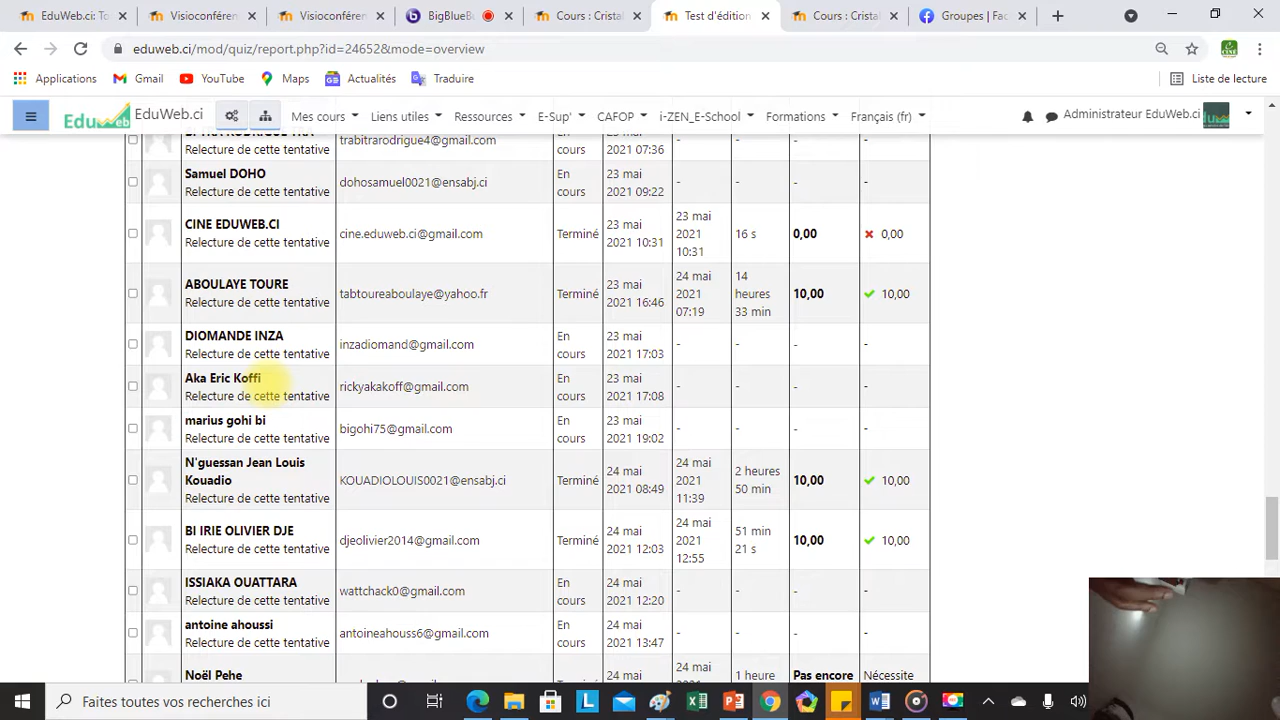 EduWeb.ci: To
Visioconféren
Visioconféren
BigBlueBu
Cours : Cristal
Test d'édition
Cours : Cristal
Groupes | Fac
eduweb.ci/mod/quiz/report.php?id=24652&mode=overview
Applications Gmail YouTube Maps Actualités Traduire Liste de lecture
Eduweb EduWeb.ci Mes cours Liens utiles Ressources E-Sup' CAFOP i-ZEN_E-School Formations Français (fr) Administrateur EduWeb.ci
Relecture de cette tentative trabitrarodrigue4@gmail.com cours 2021 07:36 - - - -
Samuel DOHO
Relecture de cette tentative
dohosamuel0021@ensabj.ci
En
cours
23 mai
2021 09:22
- - - -
CINE EDUWEB.CI
Relecture de cette tentative
cine.eduweb.ci@gmail.com
Terminé
23 mai
2021 10:31
23 mai
2021
10:31
16 s
0,00
0,00
ABOULAYE TOURE
Relecture de cette tentative
tabtoureaboulaye@yahoo.fr
Terminé
23 mai
2021 16:46
24 mai
2021
07:19
14
heures
33 min
10,00
10,00
DIOMANDE INZA
Relecture de cette tentative
inzadiomand@gmail.com
En
cours
23 mai
2021 17:03
- - - -
Aka Eric Koffi
Relecture de cette tentative
rickyakakoff@gmail.com
En
cours
23 mai
2021 17:08
- - - -
marius gohi bi
Relecture de cette tentative
bigohi75@gmail.com
En
cours
23 mai
2021 19:02
- - - -
N'guessan Jean Louis
Kouadio
Relecture de cette tentative
KOUADIOLOUIS0021@ensabj.ci
Terminé
24 mai
2021 08:49
24 mai
2021
11:39
2 heures
50 min
10,00
10,00
BI IRIE OLIVIER DJE
Relecture de cette tentative
djeolivier2014@gmail.com
Terminé
24 mai
2021 12:03
24 mai
2021
12:55
51 min
21 s
10,00
10,00
ISSIAKA OUATTARA
Relecture de cette tentative
wattchack0@gmail.com
En
cours
24 mai
2021 12:20
- - - -
antoine ahoussi
Relecture de cette tentative
antoineahouss6@gmail.com
En
cours
24 mai
2021 13:47
- - - -
Noël Pehe
24 mai
24 mai
1 heure
Pas encore
Nécessite
Faites toutes vos recherches ici